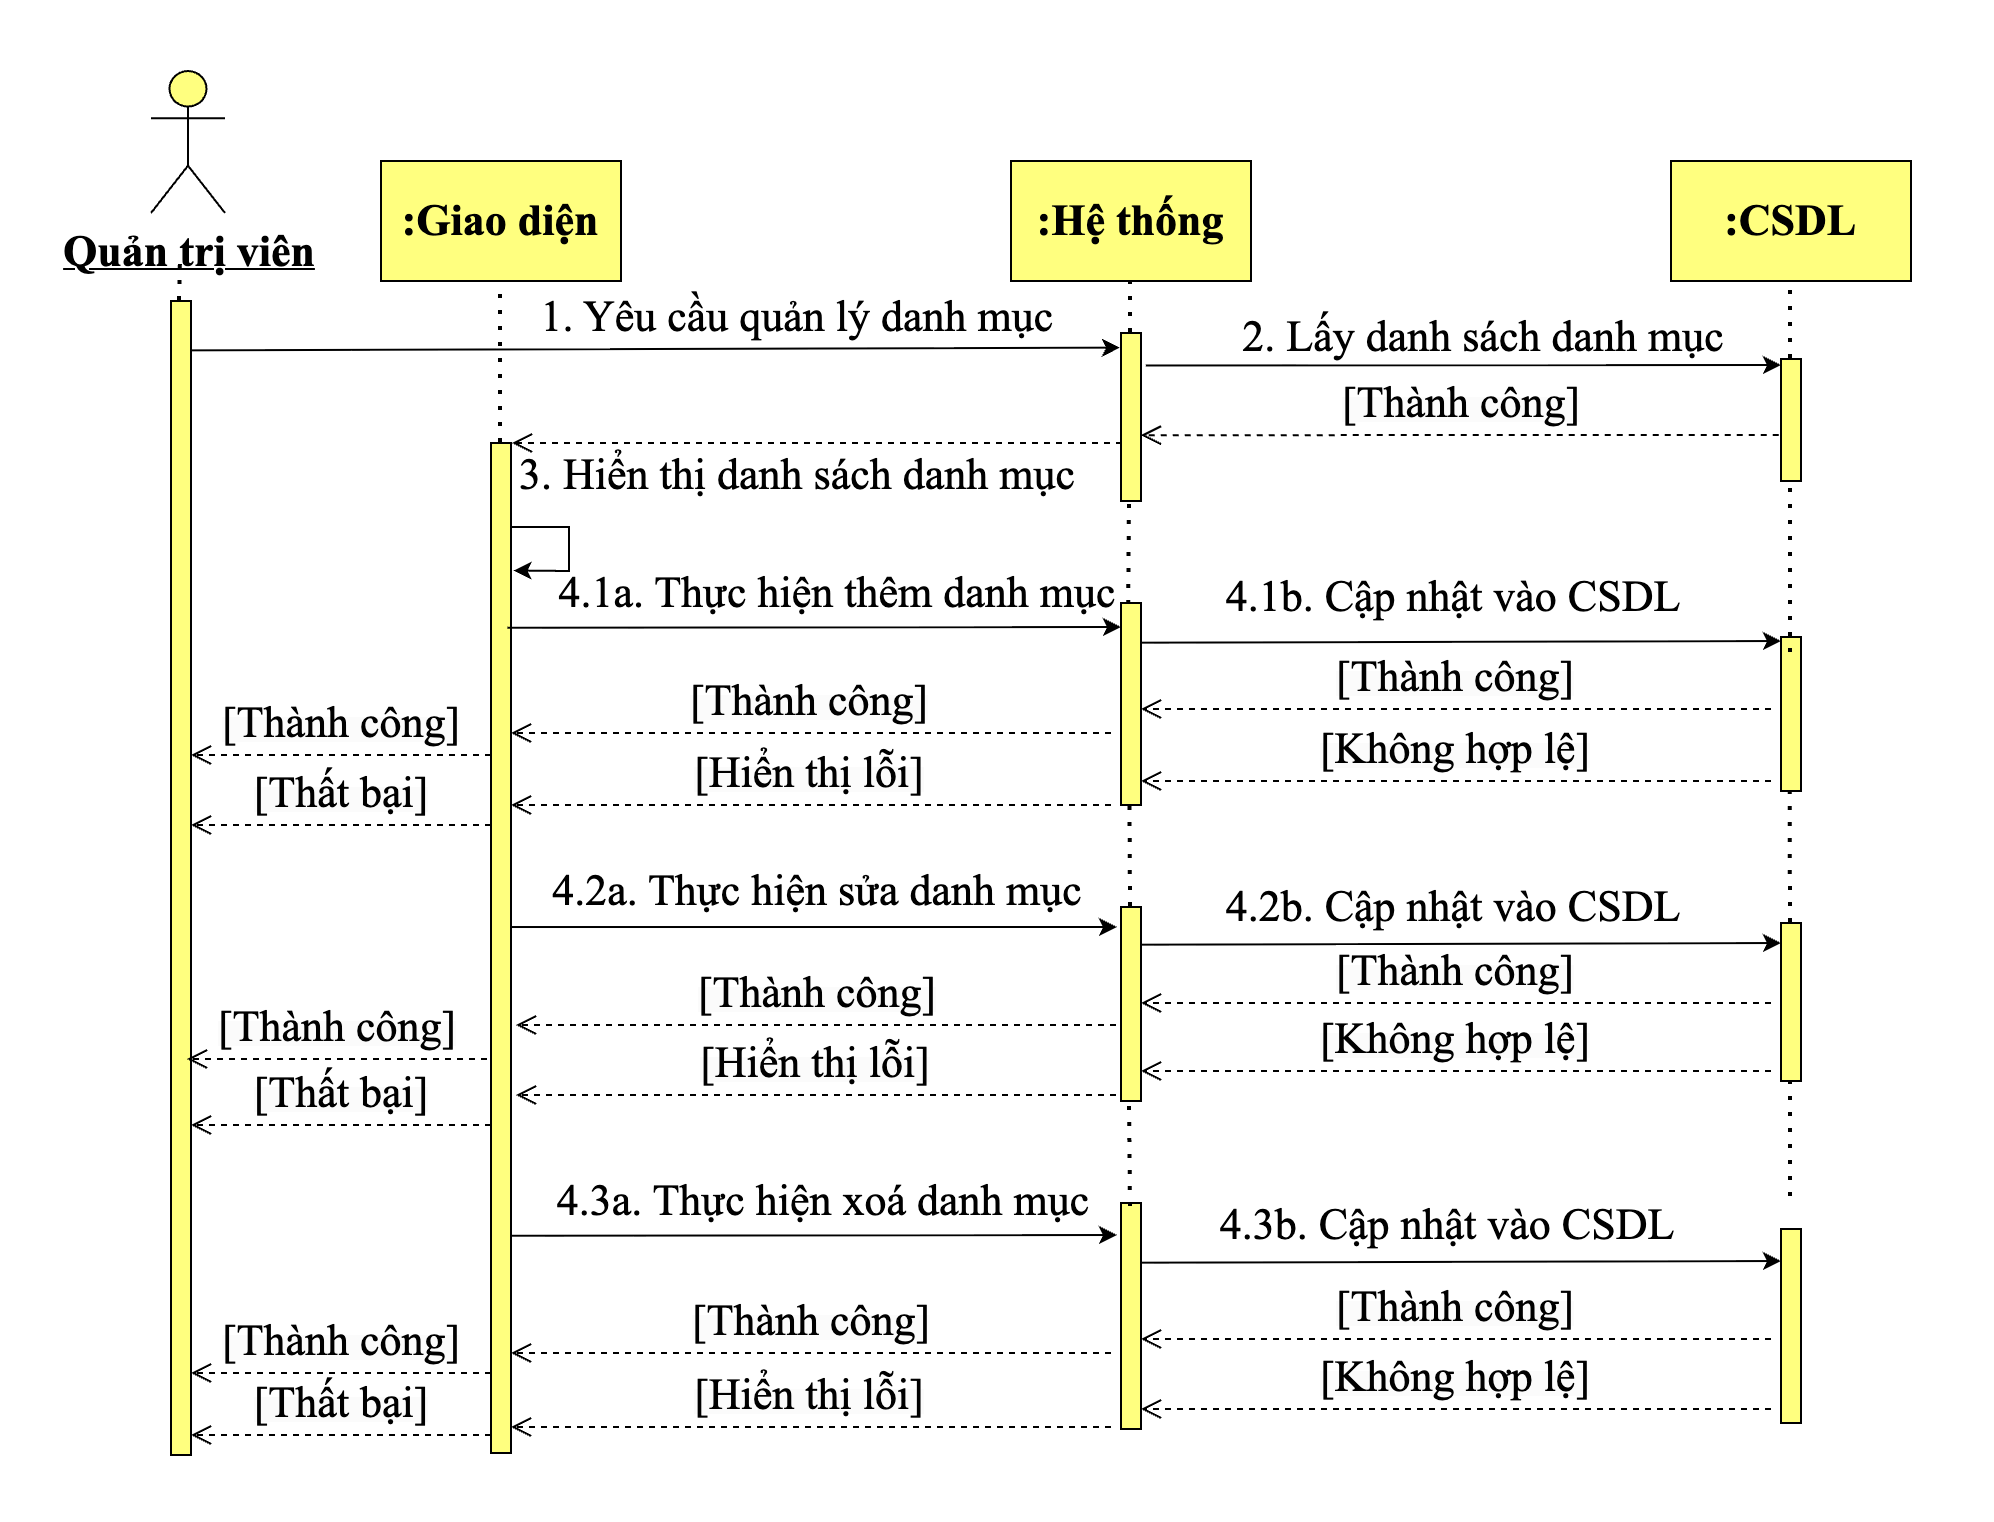 Quản trị viên
:Giao diện
:Hệ thống
:CSDL
1. Yêu cầu quản lý danh mục
2. Lấy danh sách danh mục
[Thành công]
3. Hiển thị danh sách danh mục
4.1a. Thực hiện thêm danh mục
4.1b. Cập nhật vào CSDL
[Thành công]
[Thành công]
[Thành công]
[Không hợp lệ]
[Hiển thị lỗi]
[Thất bại]
4.2a. Thực hiện sửa danh mục
4.2b. Cập nhật vào CSDL
[Thành công]
[Thành công]
[Thành công]
[Không hợp lệ]
[Hiển thị lỗi]
[Thất bại]
4.3a. Thực hiện xoá danh mục
4.3b. Cập nhật vào CSDL
[Thành công]
[Thành công]
[Thành công]
[Không hợp lệ]
[Hiển thị lỗi]
[Thất bại]